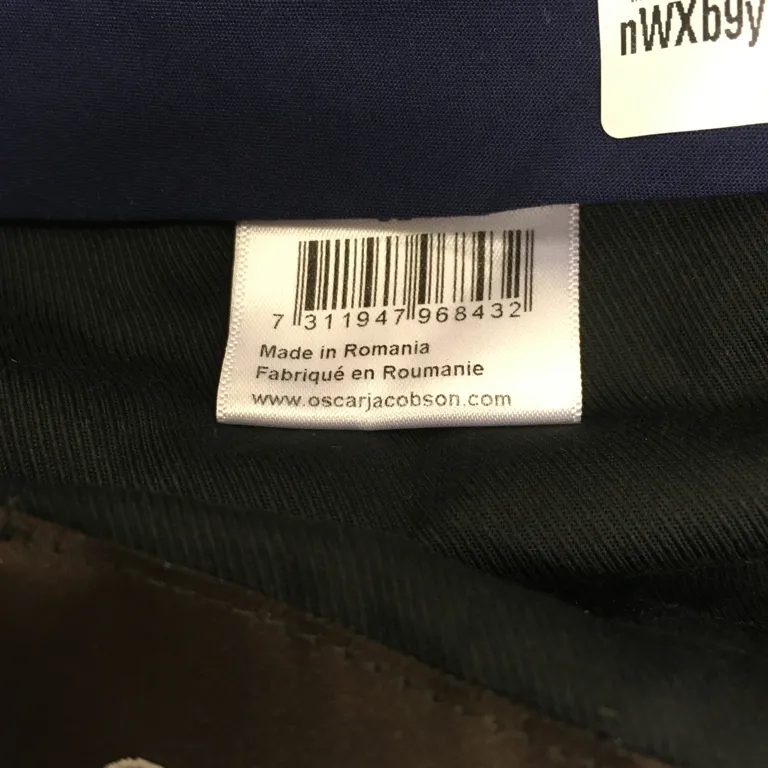 nWXb9y
7 311947 968432
Made in Romania
Fabriqué en Roumanie
www.oscarjacobson.com